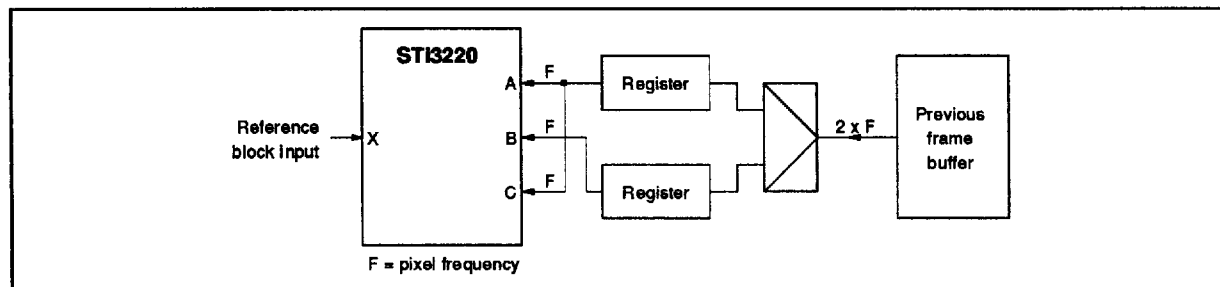 STI3220
A
F
Register
Reference
block input
X
B
F
2 x F
Previous
frame
buffer
C
F
Register
F = pixel frequency